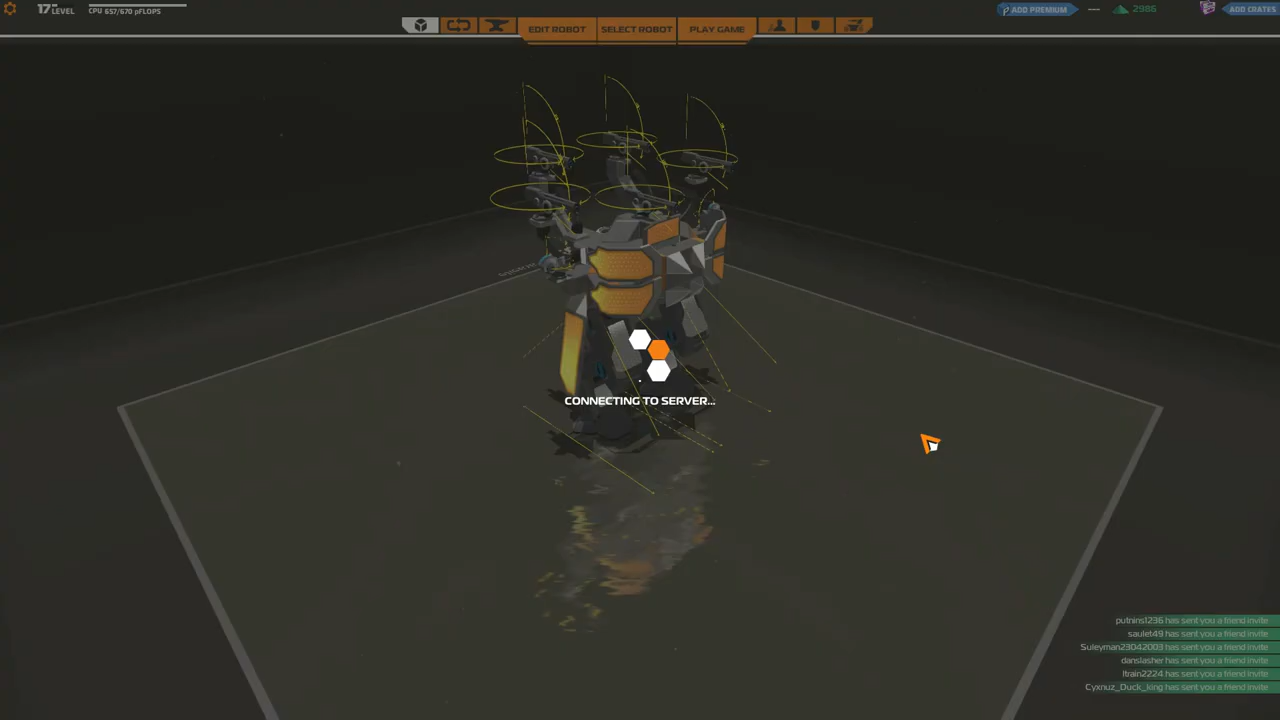 17 LEVEL
CPU 657/670 pFLOPS
EDIT ROBOT
SELECT ROBOT
PLAY GAME
ADD PREMIUM
2986
ADD CRATES
CONNECTING TO SERVER...
putnins1236 has sent you a friend invite
saulet49 has sent you a friend invite
Suleyman23042003 has sent you a friend invite
danslasher has sent you a friend invite
ltrain2224 has sent you a friend invite
Cyxnuz_Duck_king has sent you a friend invite